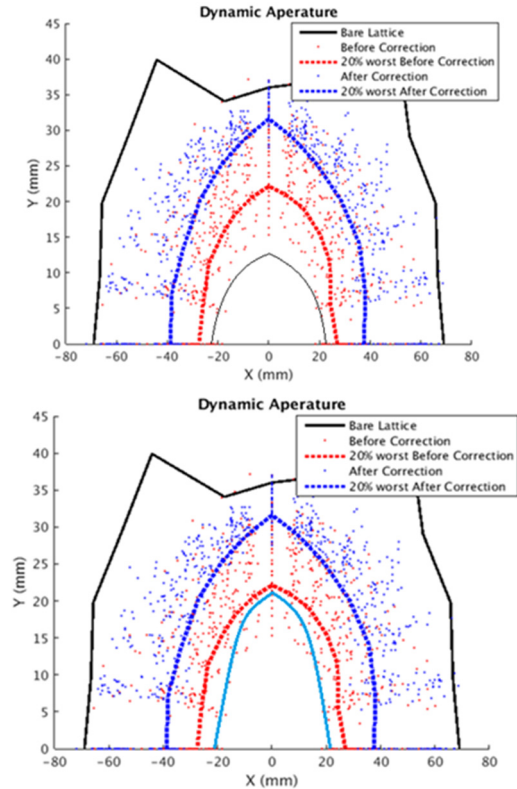 Dynamic Aperature
Bare Lattice
Before Correction
20% worst Before Correction
After Correction
20% worst After Correction
45
40
35
30
25
20
15
10
5
0
Y (mm)
-80 -60 -40 -20 0 20 40 60 80
X (mm)
Dynamic Aperature
Bare Lattice
Before Correction
20% worst Before Correction
After Correction
20% worst After Correction
45
40
35
30
25
20
15
10
5
0
Y (mm)
-80 -60 -40 -20 0 20 40 60 80
X (mm)